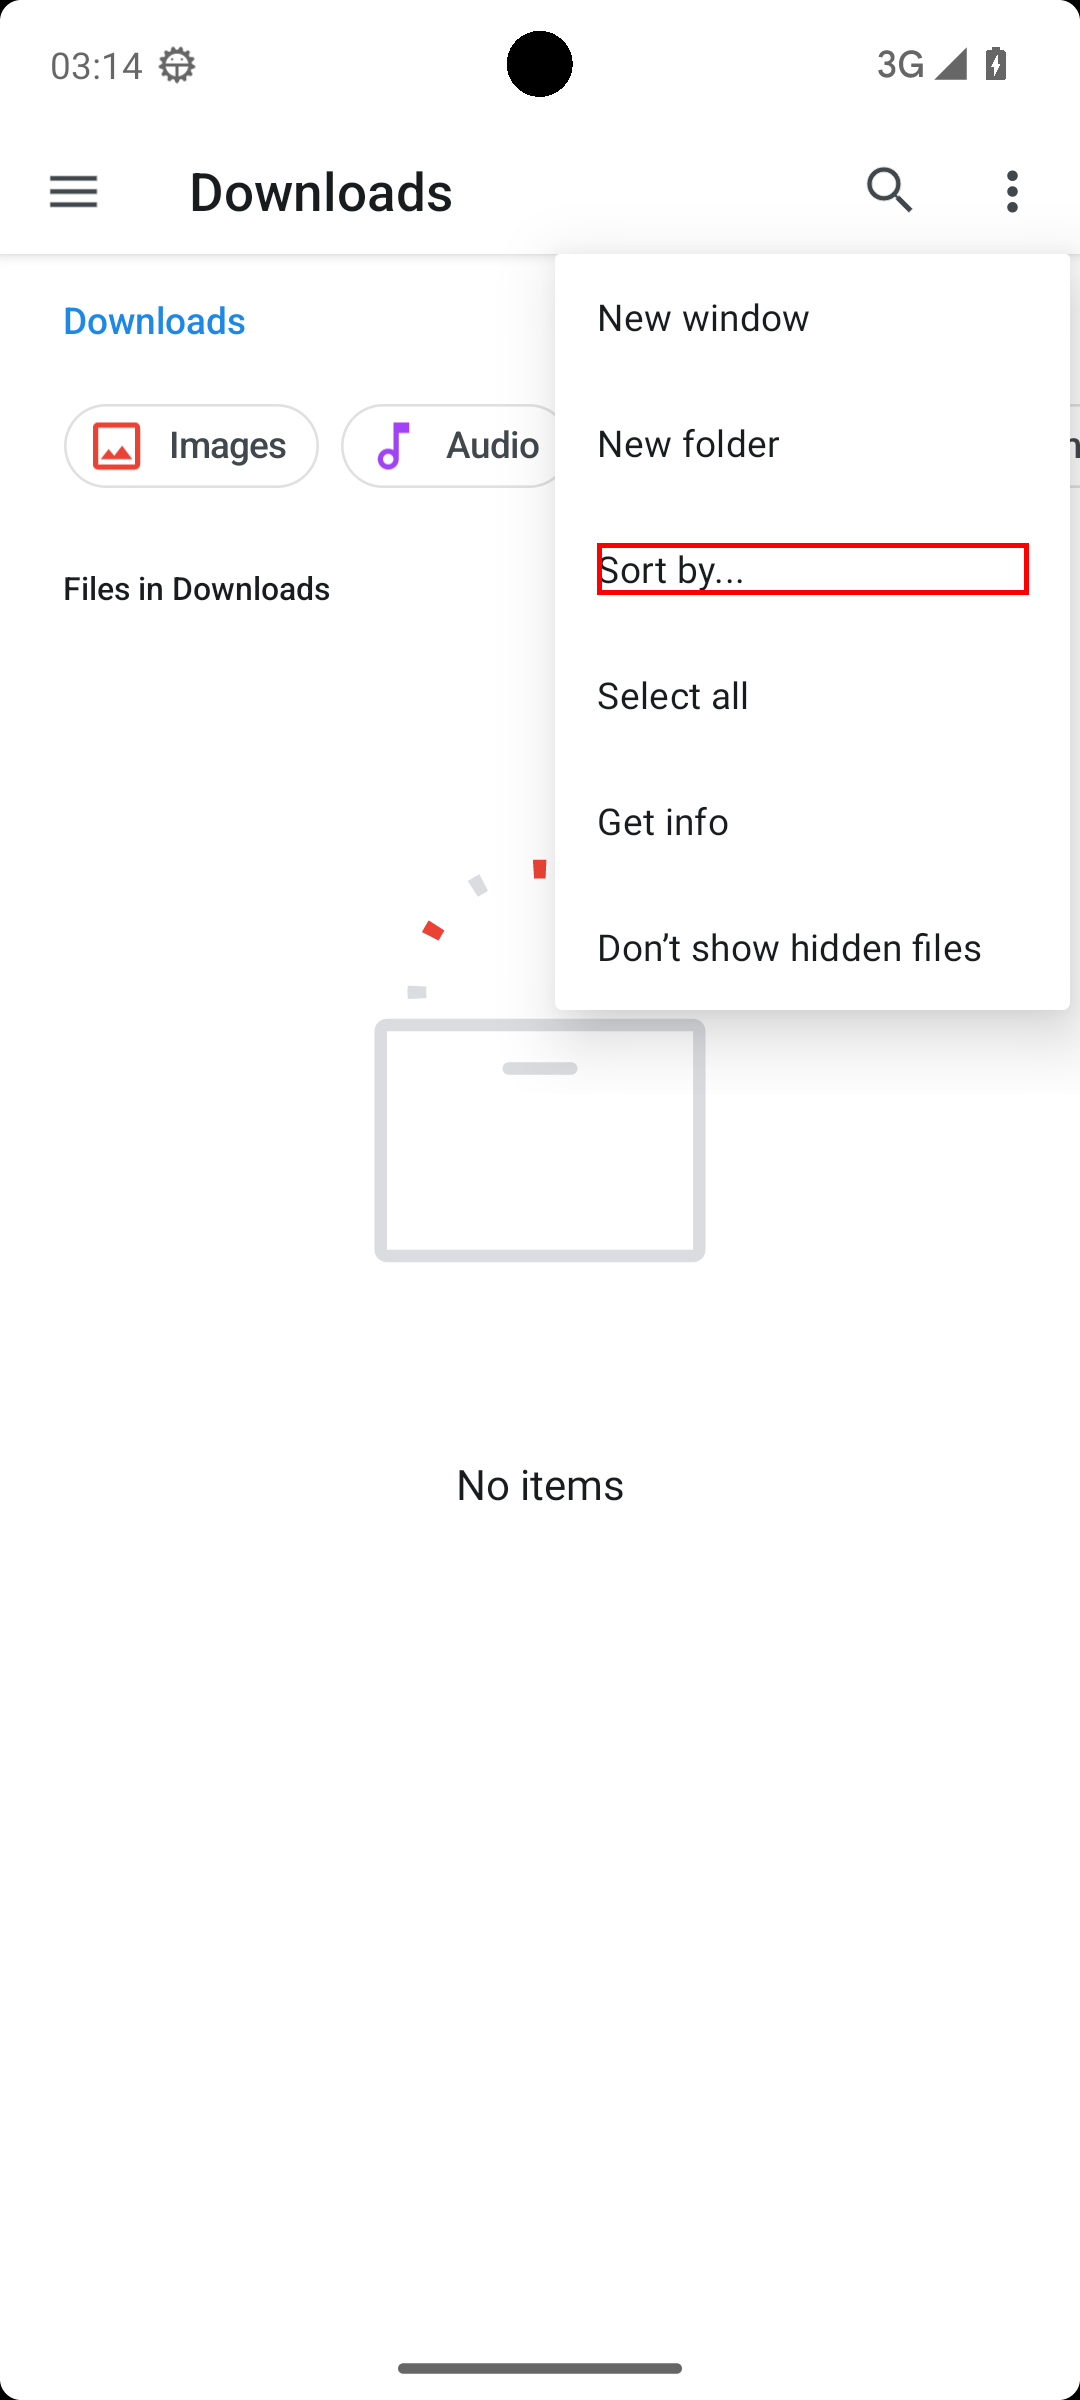 03:14
3G
Downloads
Downloads
New window
Images
Audio
New folder
Sort by...
Files in Downloads
Select all
Get info
Don’t show hidden files
No items